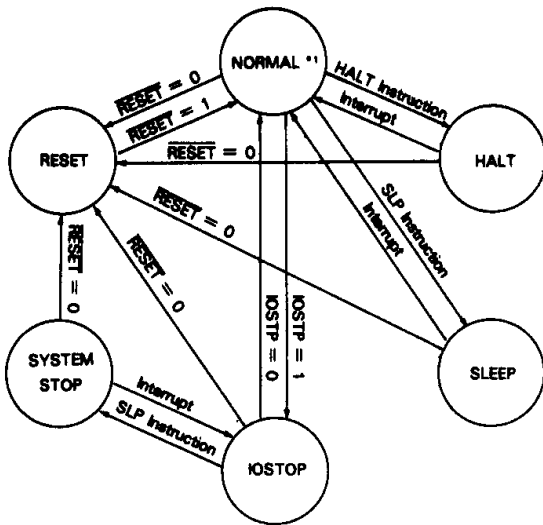 NORMAL *1
RESET = 0
RESET = 1
HALT Instruction
Interrupt
RESET
RESET = 0
HALT
RESET = 0
SLP Instruction
Interrupt
RESET = 0
RESET = 0
IOSTP = 0
IOSTP = 1
SYSTEM
STOP
Interrupt
SLP Instruction
SLEEP
IOSTOP